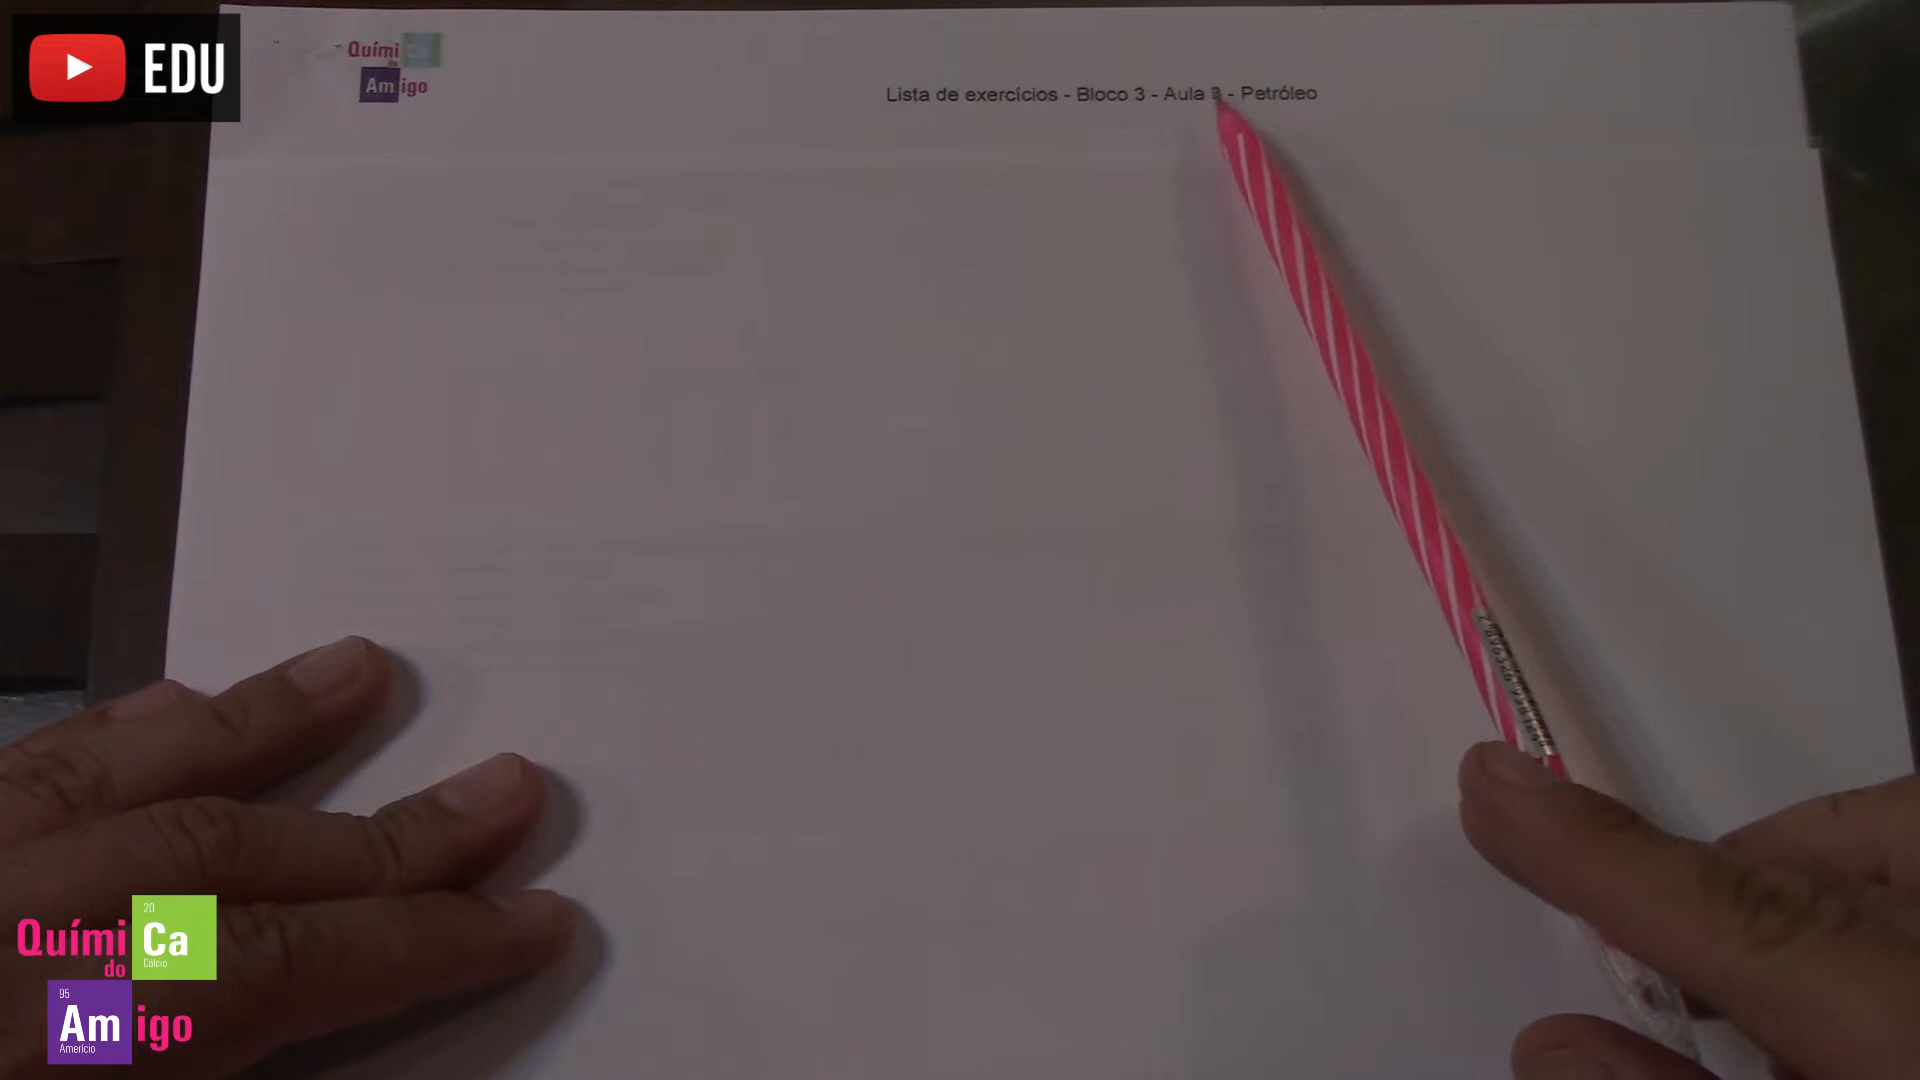 EDU
Quími Ca
do
Am igo
Lista de exercícios - Bloco 3 - Aula - Petróleo
20
Quími Ca
Cálcio
do
95
Am igo
Amerício